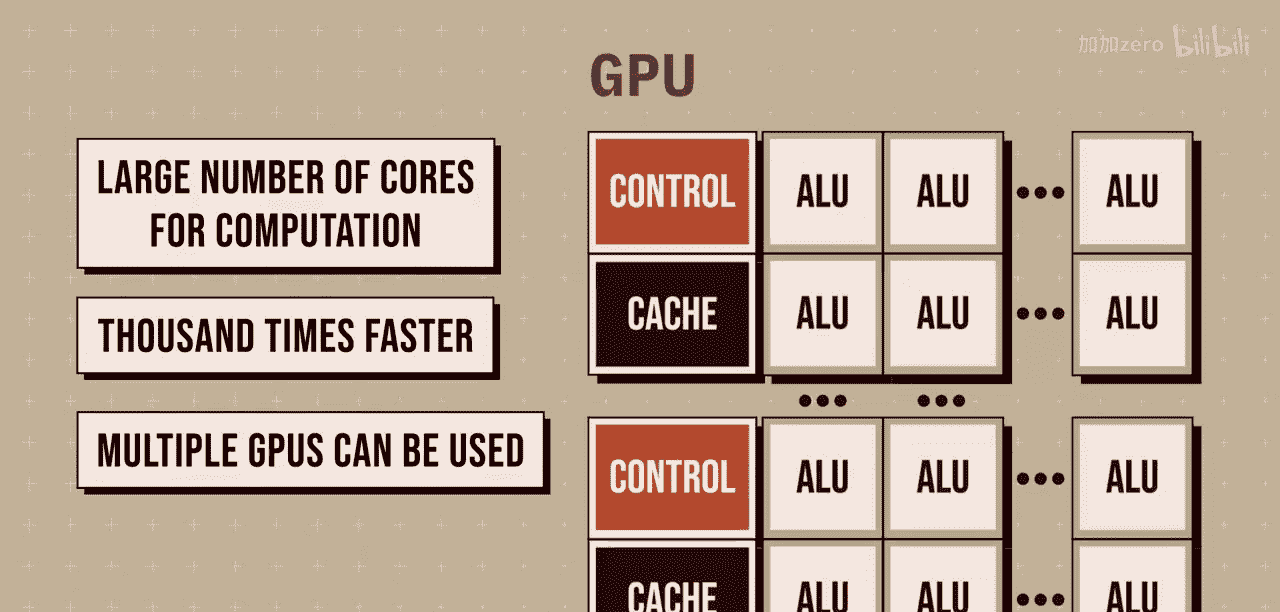 加加zero bilibili
GPU
LARGE NUMBER OF CORES
FOR COMPUTATION
THOUSAND TIMES FASTER
MULTIPLE GPUS CAN BE USED
CONTROL ALU ALU ••• ALU
CACHE ALU ALU ••• ALU
••• •••
CONTROL ALU ALU ••• ALU
CACHE ALU ALU ••• ALU